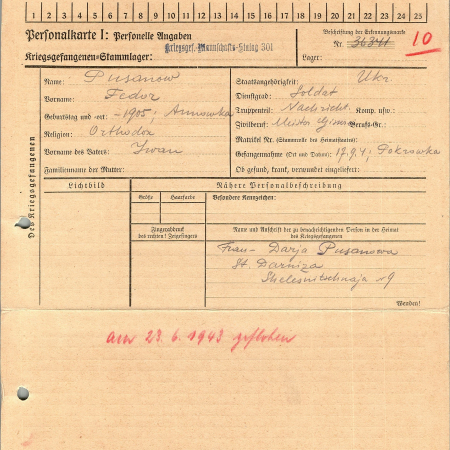 1 2 3 4 5 6 7 8 9 10 11 12 13 14 15 16 17 18 19 20 21 22 23 24 25
Personalkarte I: Personelle Angaben
Kriegsgef.-Mannschafts-Stalag 301
Kriegsgefangenen-Stammlager:
Beschriftung der Erkennungsmarke
Nr. 10
Lager:
Des Kriegsgefangenen
Name: Pusanow
Vorname: Fedor
Geburtstag und -ort: -1905, Annowka
Religion: Orthodox
Vorname des Vaters: Iwan
Familienname der Mutter:
Staatsangehörigkeit: Ukr.
Dienstgrad: Soldat
Truppenteil: Nachricht. Komp. usw.:
Zivilberuf: Berufs-Gr.:
Matrikel Nr. (Stammrolle des Heimatstaates):
Gefangennahme (Ort und Datum): 17.9.41 Pokrowka
Ob gesund, krank, verwundet eingeliefert:
Lichtbild
Nähere Personalbeschreibung
Größe
Haarfarbe
Besondere Kennzeichen:
Fingerabdruck
des rechten! Zeigefingers
Name und Anschrift der zu benachrichtigenden Person in der Heimat
des Kriegsgefangenen
Frau- Darja Pusanowa
St. Darniza
9
Wenden!
am 23.6.1943 geflohen